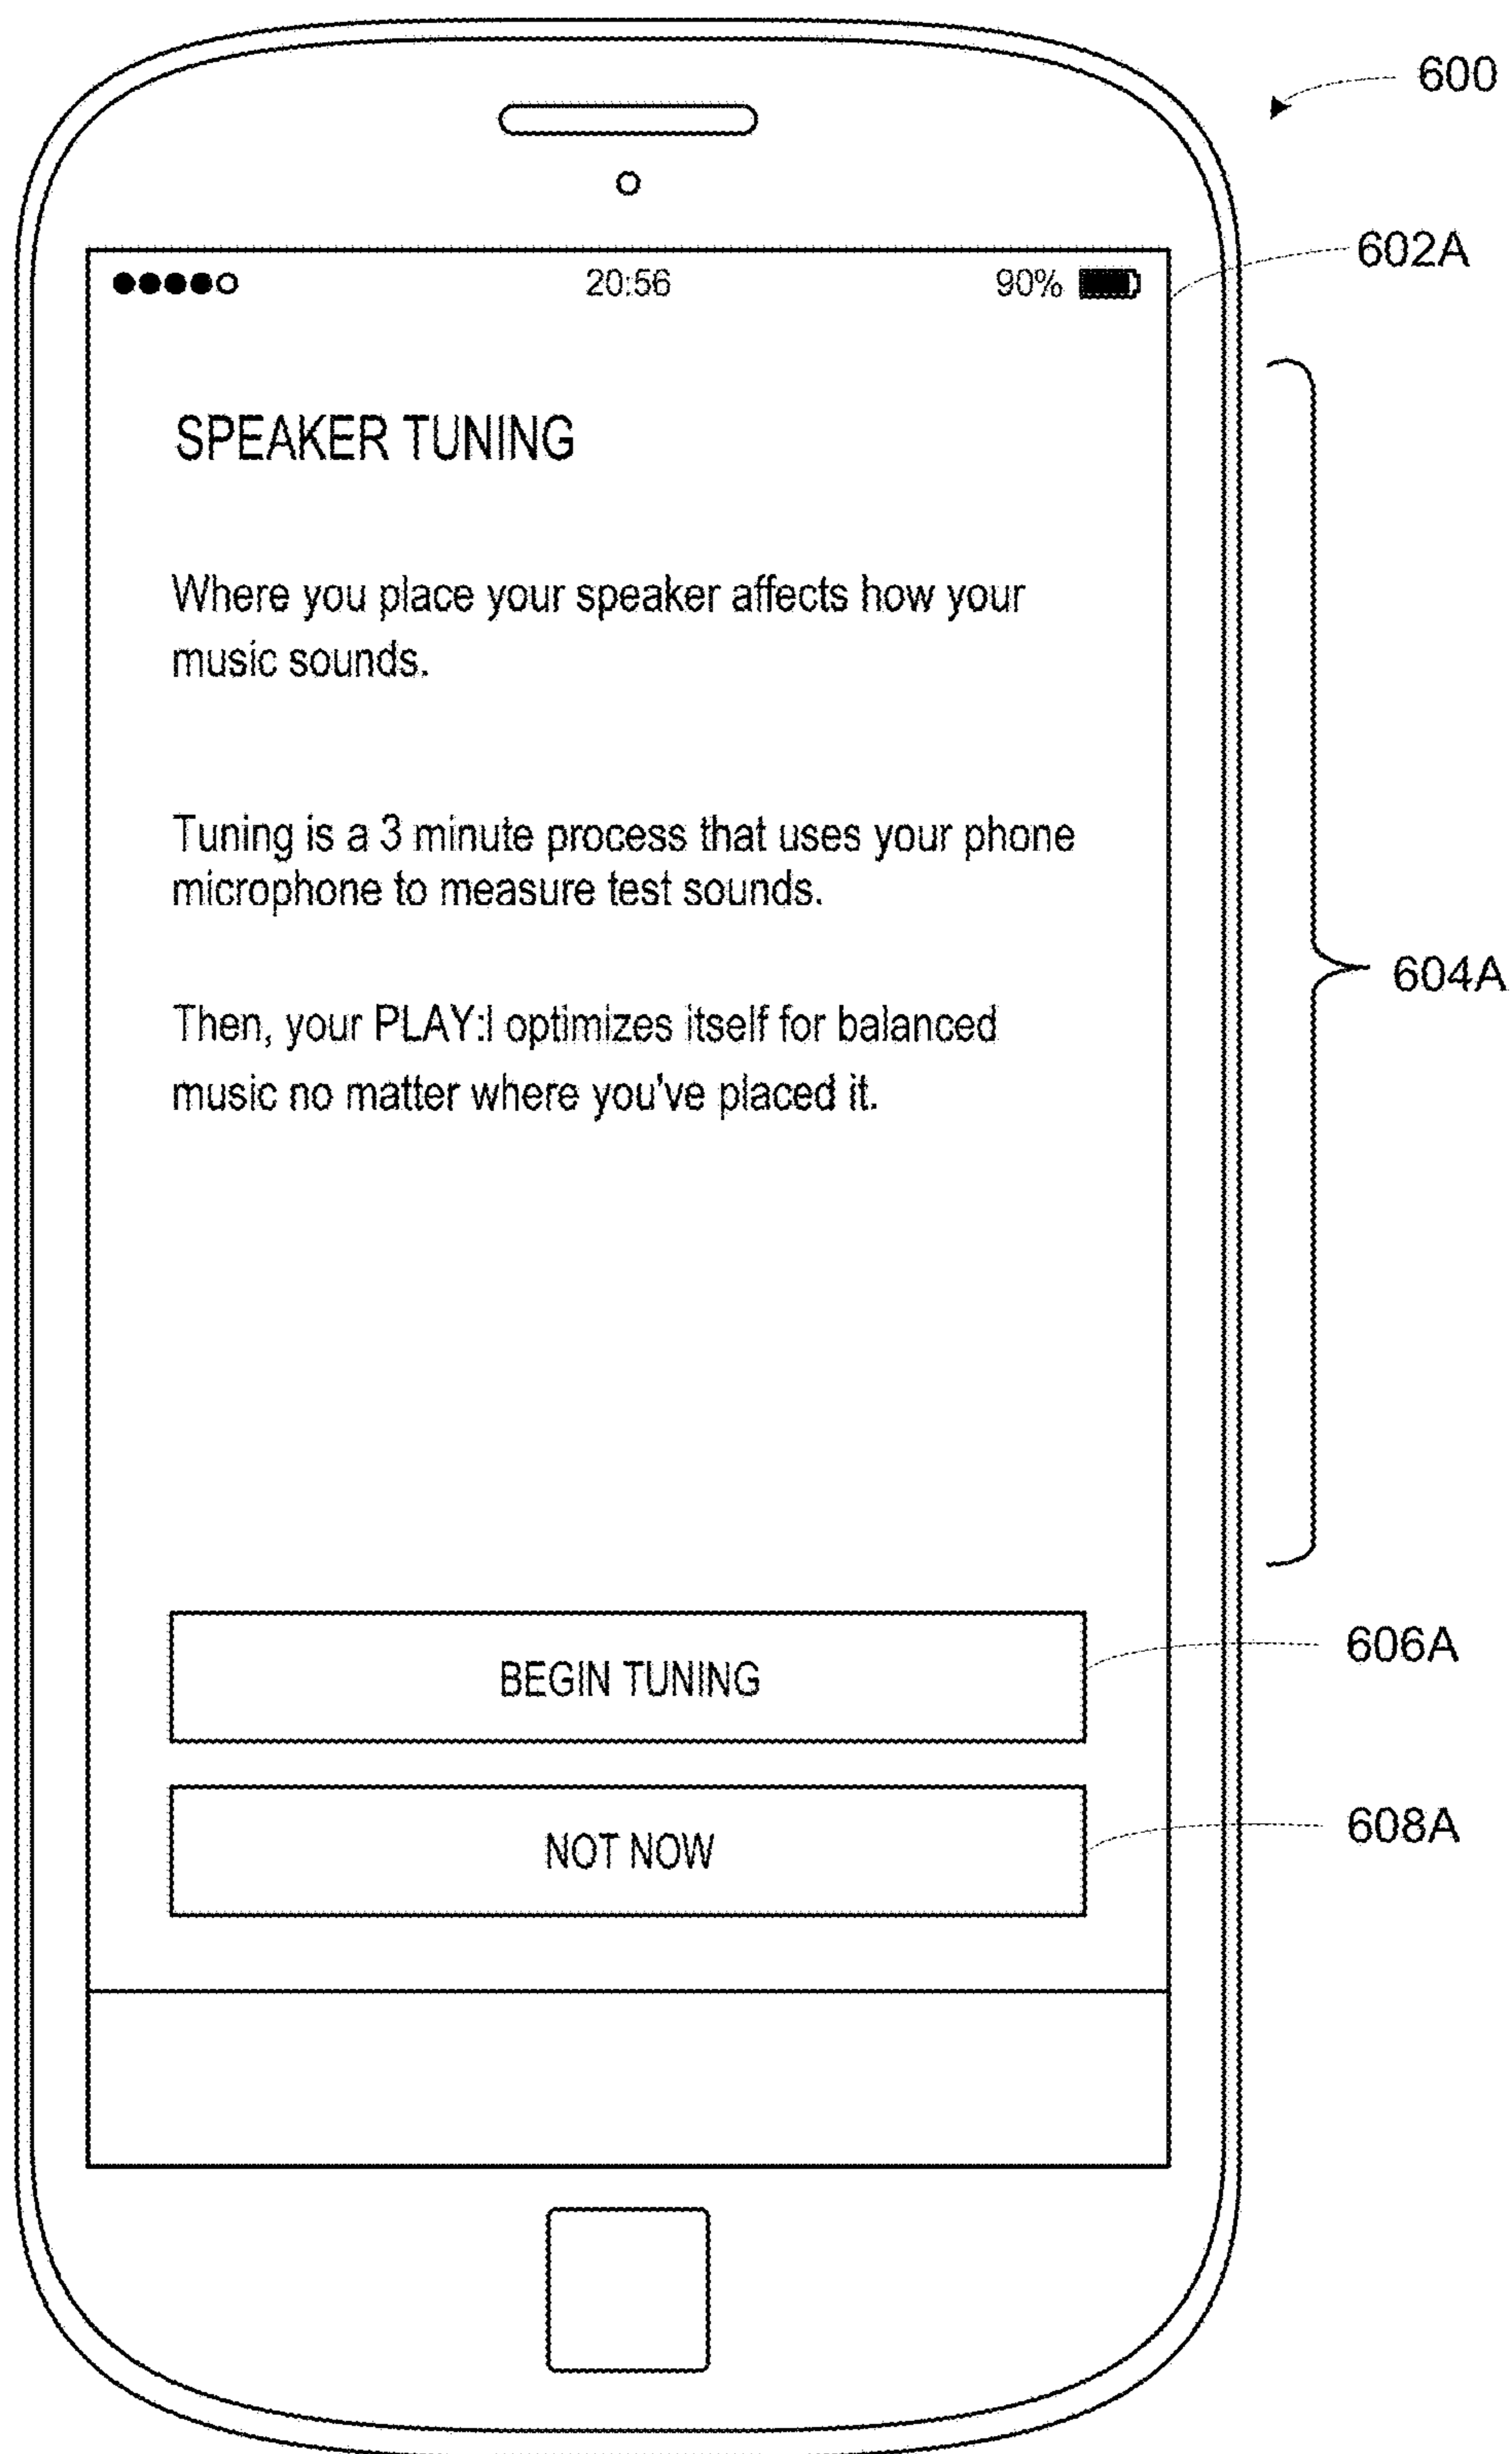 600
602A
20:56 90%
SPEAKER TUNING
Where you place your speaker affects how your
music sounds.
Tuning is a 3 minute process that uses your phone
microphone to measure test sounds.
604A
Then, your PLAY:l optimizes itself for balanced
music no matter where you've placed it.
BEGIN TUNING
606A
NOT NOW
608A